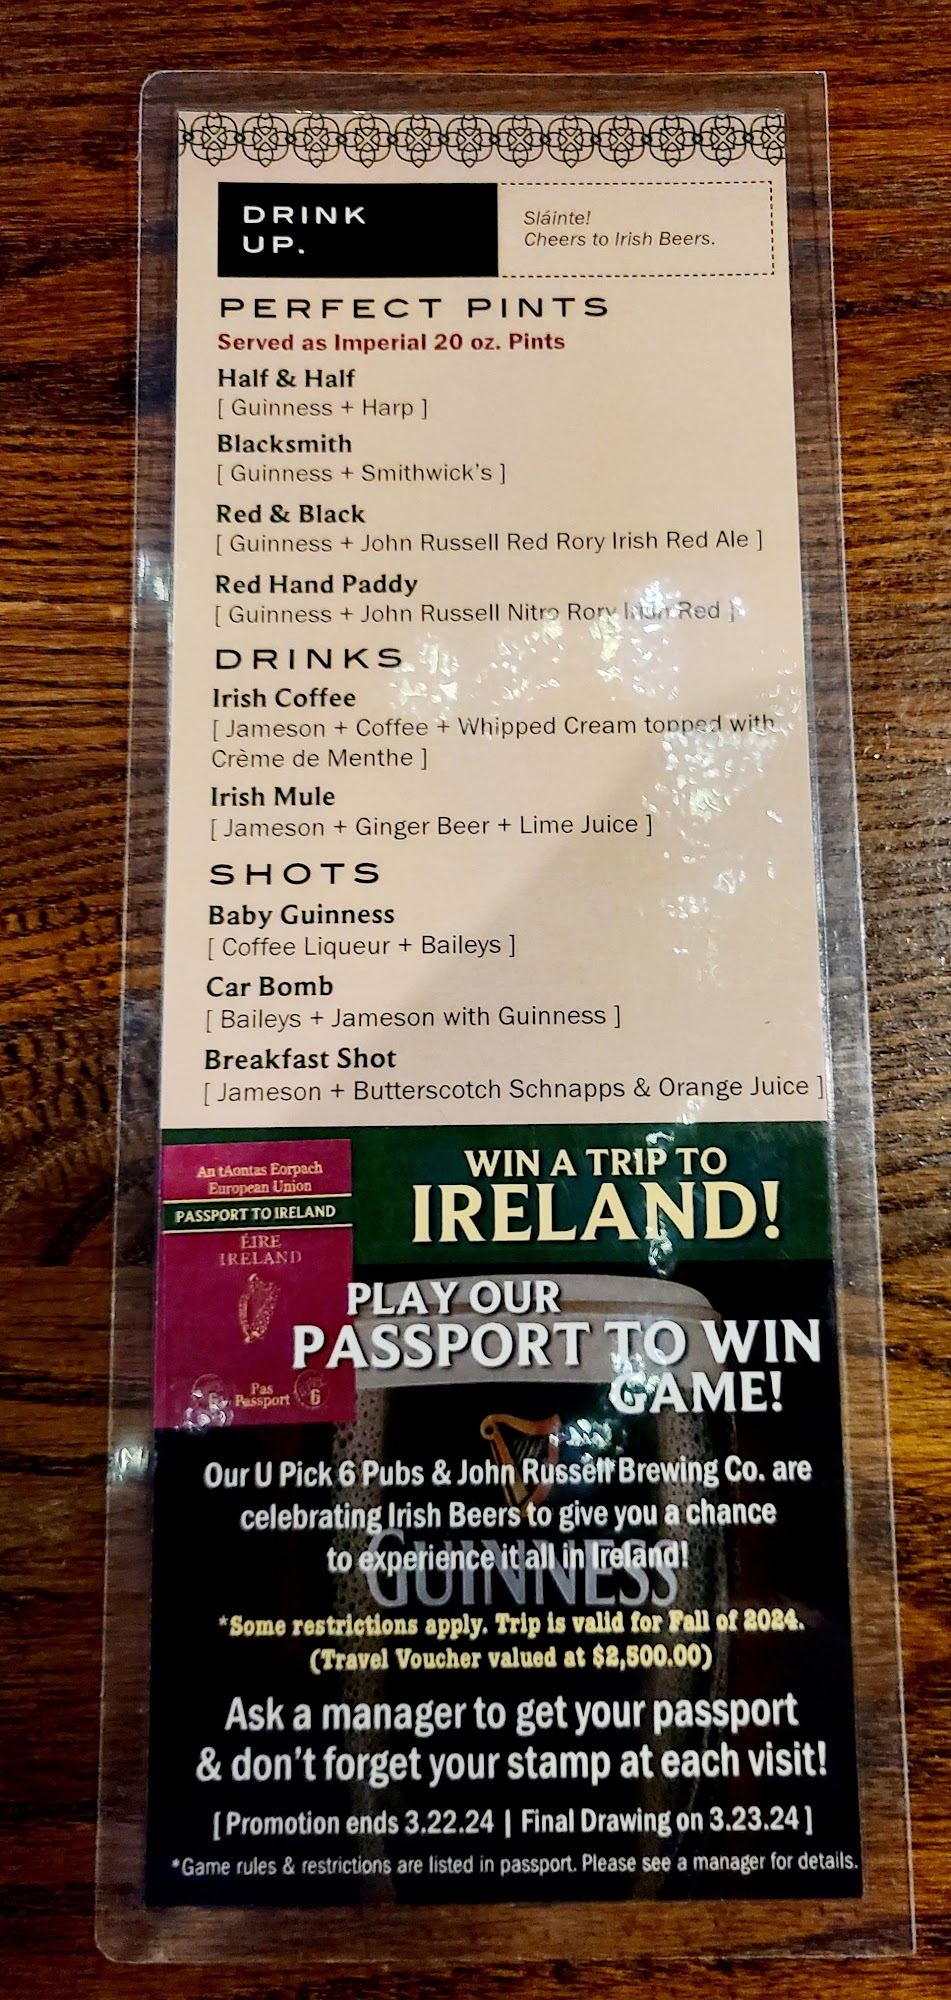 DRINK
UP.
Sláinte!
Cheers to Irish Beers.
PERFECT PINTS
Served as Imperial 20 oz. Pints
Half & Half
[ Guinness + Harp ]
Blacksmith
[ Guinness + Smithwick's ]
Red & Black
[ Guinness + John Russell Red Rory Irish Red Ale ]
Red Hand Paddy
[ Guinness + John Russell Nitro Rory Irish Red ]
DRINKS
Irish Coffee
[ Jameson + Coffee + Whipped Cream topped with
Crème de Menthe ]
Irish Mule
[ Jameson + Ginger Beer + Lime Juice ]
SHOTS
Baby Guinness
[ Coffee Liqueur + Baileys ]
Car Bomb
[ Baileys + Jameson with Guinness ]
Breakfast Shot
[ Jameson + Butterscotch Schnapps & Orange Juice ]
An tAontas Eorpach
European Union
PASSPORT TO IRELAND
ÉIRE
IRELAND
Pas
Passport
6
6
WIN A TRIP TO
IRELAND!
PLAY OUR
PASSPORT TO WIN
GAME!
Our U Pick 6 Pubs & John Russell Brewing Co. are
celebrating Irish Beers to give you a chance
to experience it all in Ireland!
GUINNESS
*Some restrictions apply. Trip is valid for Fall of 2024.
(Travel Voucher valued at $2,500.00)
Ask a manager to get your passport
& don't forget your stamp at each visit!
[ Promotion ends 3.22.24 | Final Drawing on 3.23.24 ]
*Game rules & restrictions are listed in passport. Please see a manager for details.